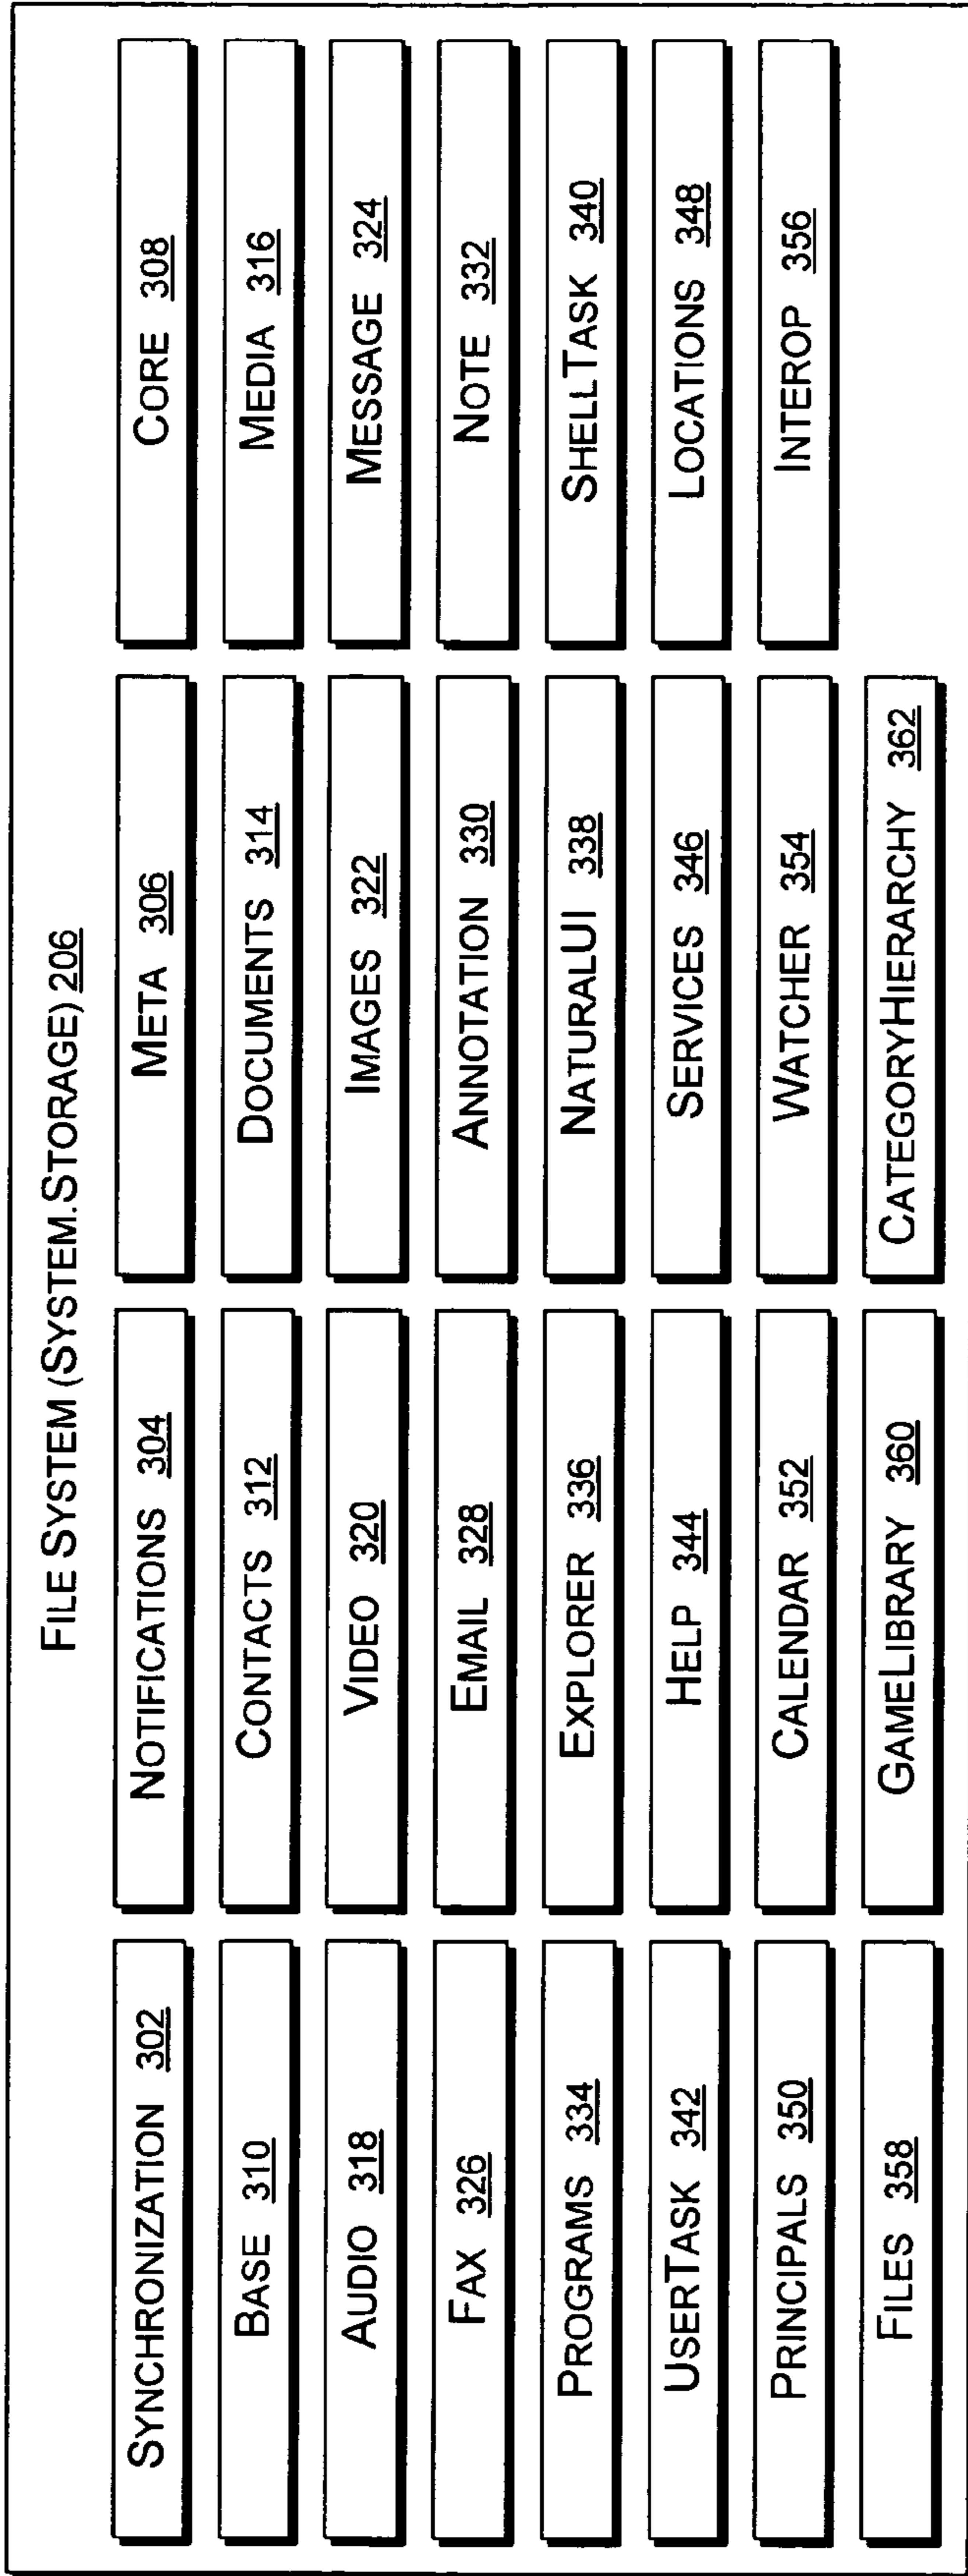 FILE SYSTEM (SYSTEM.STORAGE) 206
SYNCHRONIZATION 302
NOTIFICATIONS 304
META 306
CORE 308
BASE 310
CONTACTS 312
DOCUMENTS 314
MEDIA 316
AUDIO 318
VIDEO 320
IMAGES 322
MESSAGE 324
FAX 326
EMAIL 328
ANNOTATION 330
NOTE 332
PROGRAMS 334
EXPLORER 336
NATURALUI 338
SHELLTASK 340
USERTASK 342
HELP 344
SERVICES 346
LOCATIONS 348
PRINCIPALS 350
CALENDAR 352
WATCHER 354
INTEROP 356
FILES 358
GAMELIBRARY 360
CATEGORYHIERARCHY 362